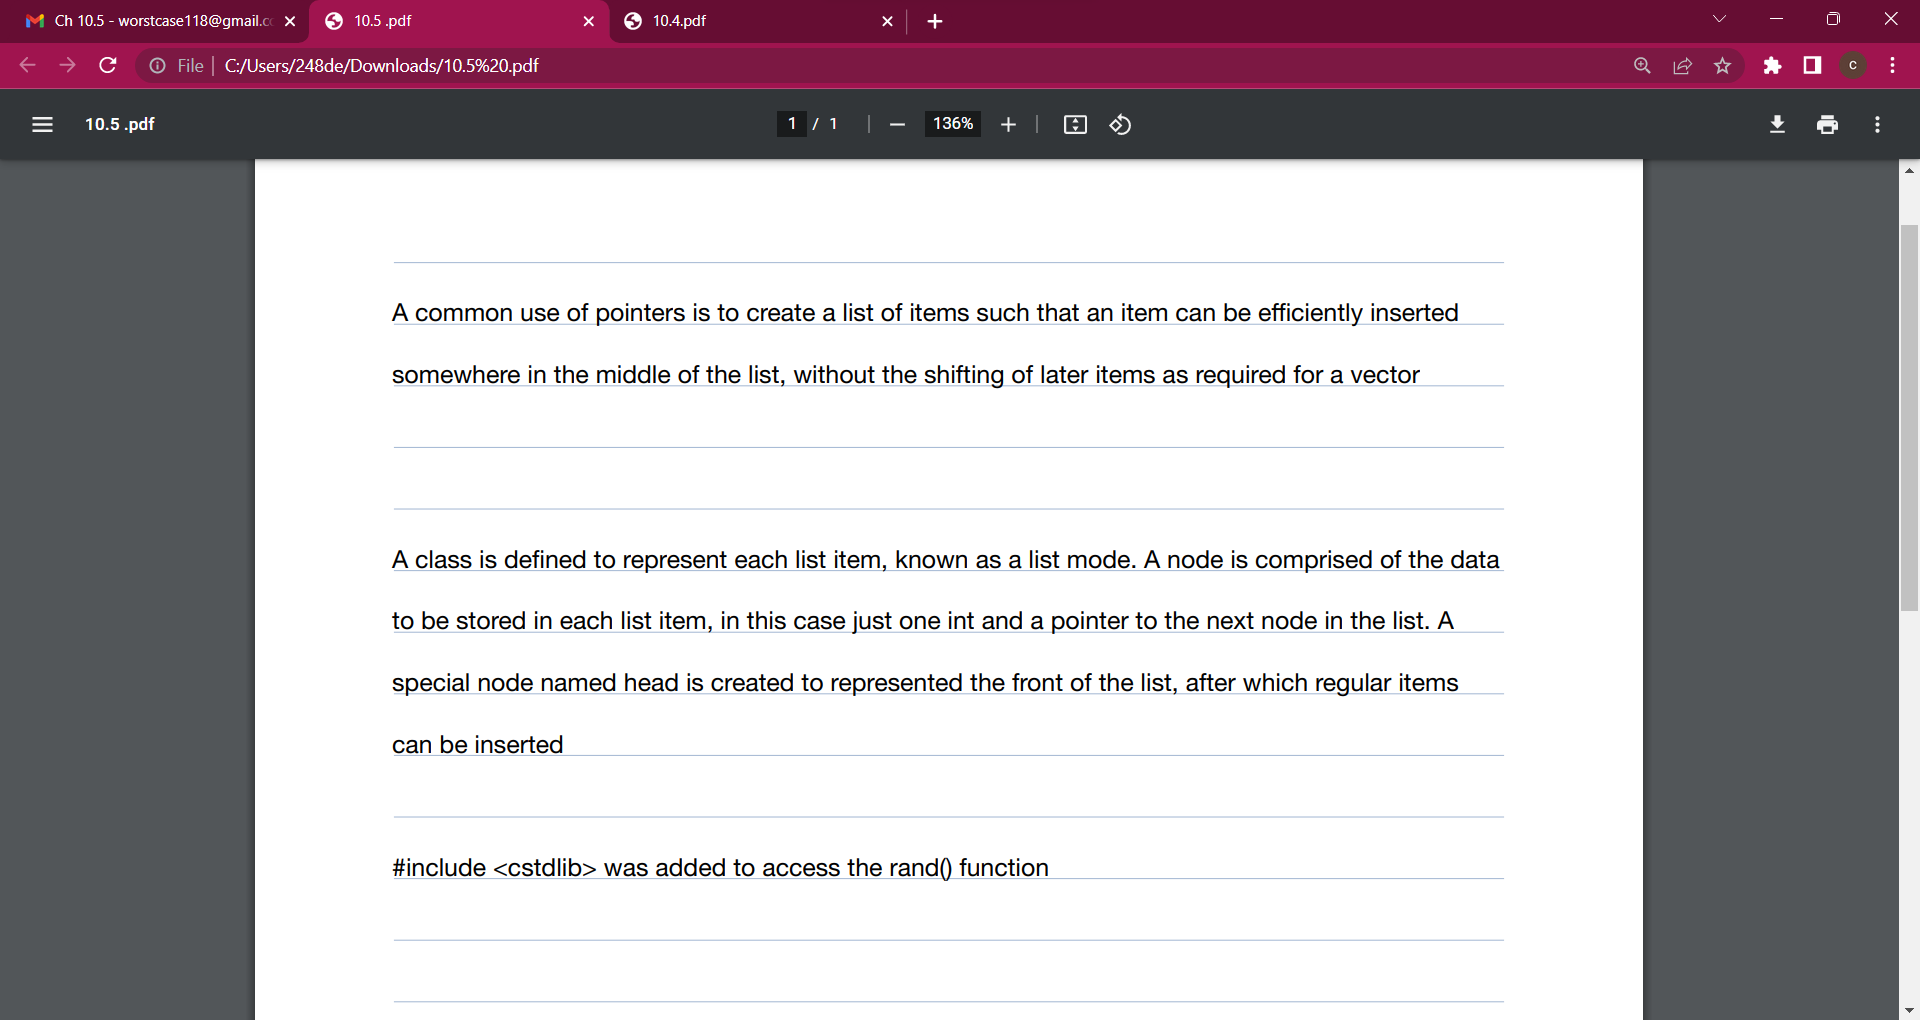 Ch 10.5 - worstcase118@gmail.c
10.5 .pdf
10.4.pdf
File | C:/Users/248de/Downloads/10.5%20.pdf
C
10.5 .pdf
1 / 1
136%
A common use of pointers is to create a list of items such that an item can be efficiently inserted
somewhere in the middle of the list, without the shifting of later items as required for a vector
A class is defined to represent each list item, known as a list mode. A node is comprised of the data
to be stored in each list item, in this case just one int and a pointer to the next node in the list. A
special node named head is created to represented the front of the list, after which regular items
can be inserted
#include <cstdlib> was added to access the rand() function